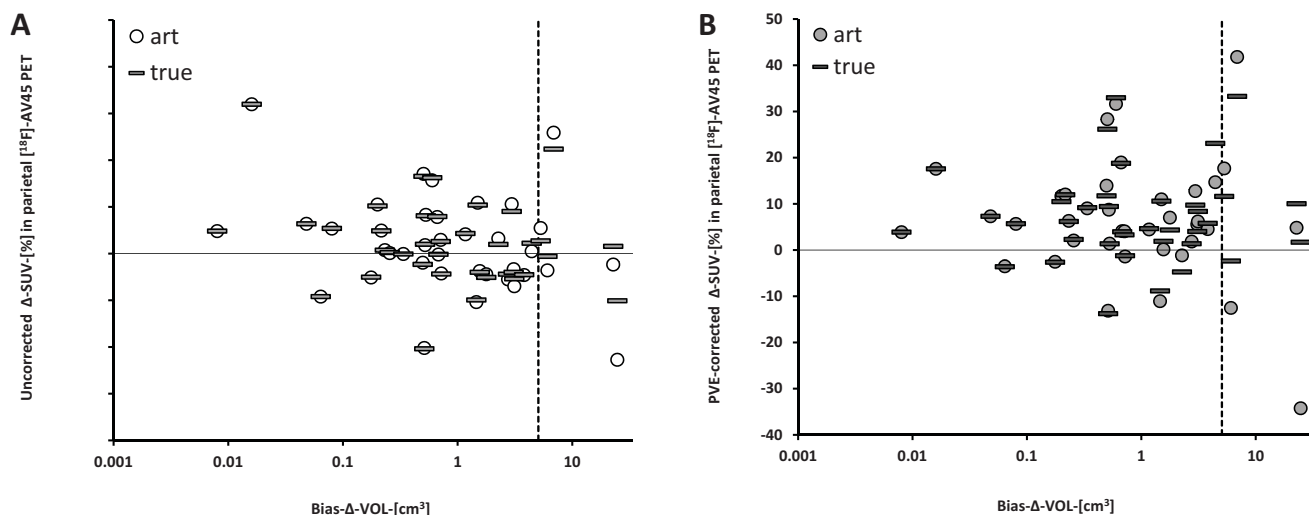 A
Uncorrected Δ-SUV-[%] in parietal [¹⁸F]-AV45 PET
art
true
0.001
0.01
0.1
1
10
Bias-Δ-VOL-[cm³]
B
PVE-corrected Δ-SUV-[%] in parietal [¹⁸F]-AV45 PET
art
true
50
40
30
20
10
0
-10
-20
-30
-40
0.001
0.01
0.1
1
10
Bias-Δ-VOL-[cm³]